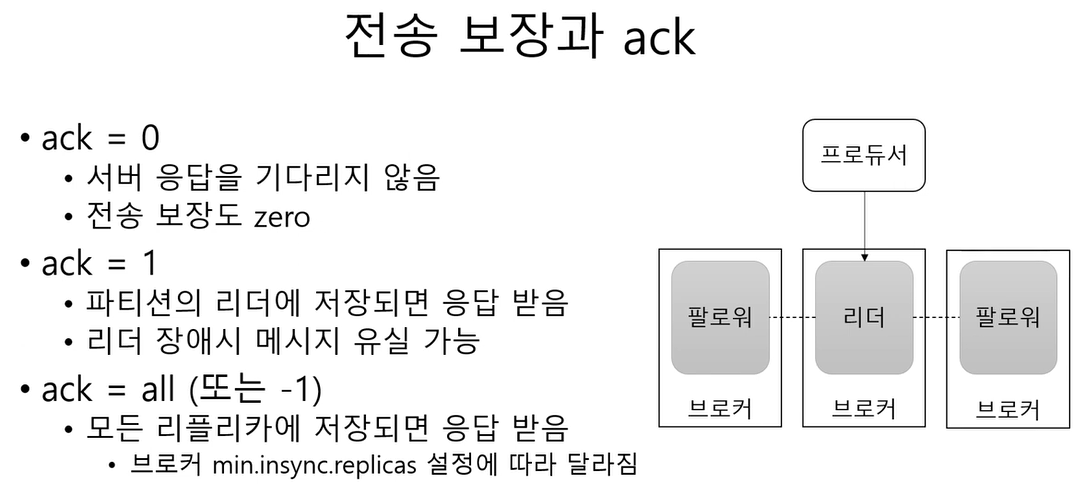 전송 보장과 ack
• ack = 0
• 서버 응답을 기다리지 않음
• 전송 보장도 zero
• ack = 1
• 파티션의 리더에 저장되면 응답 받음
• 리더 장애시 메시지 유실 가능
• ack = all (또는 -1)
• 모든 리플리카에 저장되면 응답 받음
• 브로커 min.insync.replicas 설정에 따라 달라짐
프로듀서
팔로워
리더
팔로워
브로커
브로커
브로커